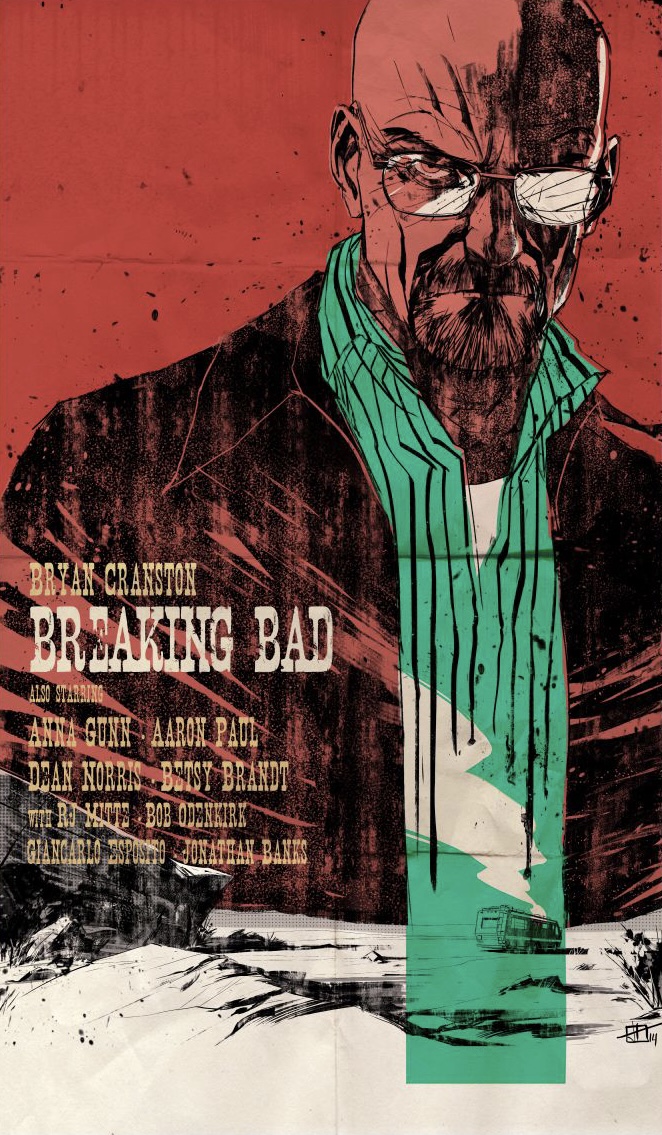 BRYAN CRANSTON
BREAKING BAD
ALSO STARRING
ANNA GUNN · AARON PAUL
DEAN NORRIS · BETSY BRANDT
WITH RJ MITTE · BOB ODENKIRK
GIANCARLO ESPOSITO · JONATHAN BANKS
14